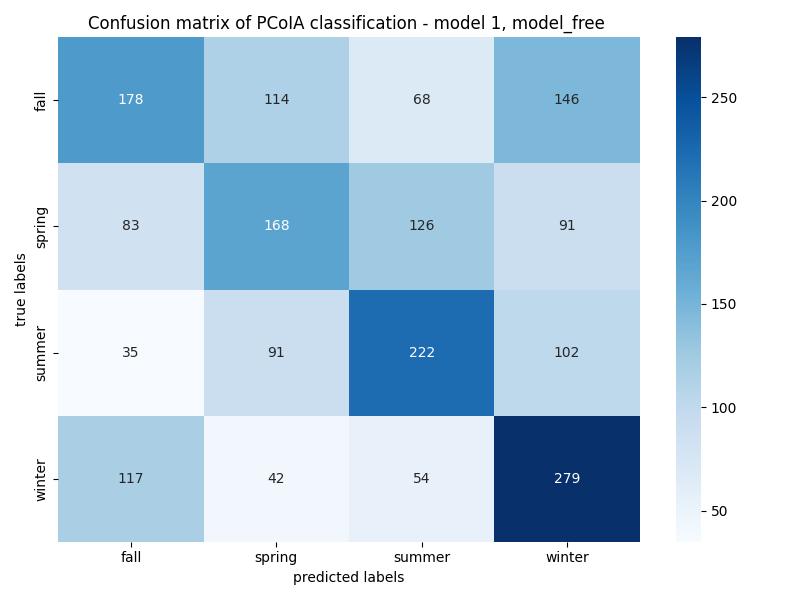 Confusion matrix of PCoIA classification - model 1, model_free
fall 178 114 68 146
spring 83 168 126 91
summer 35 91 222 102
winter 117 42 54 279
fall spring summer winter
predicted labels
true labels
250
200
150
100
50